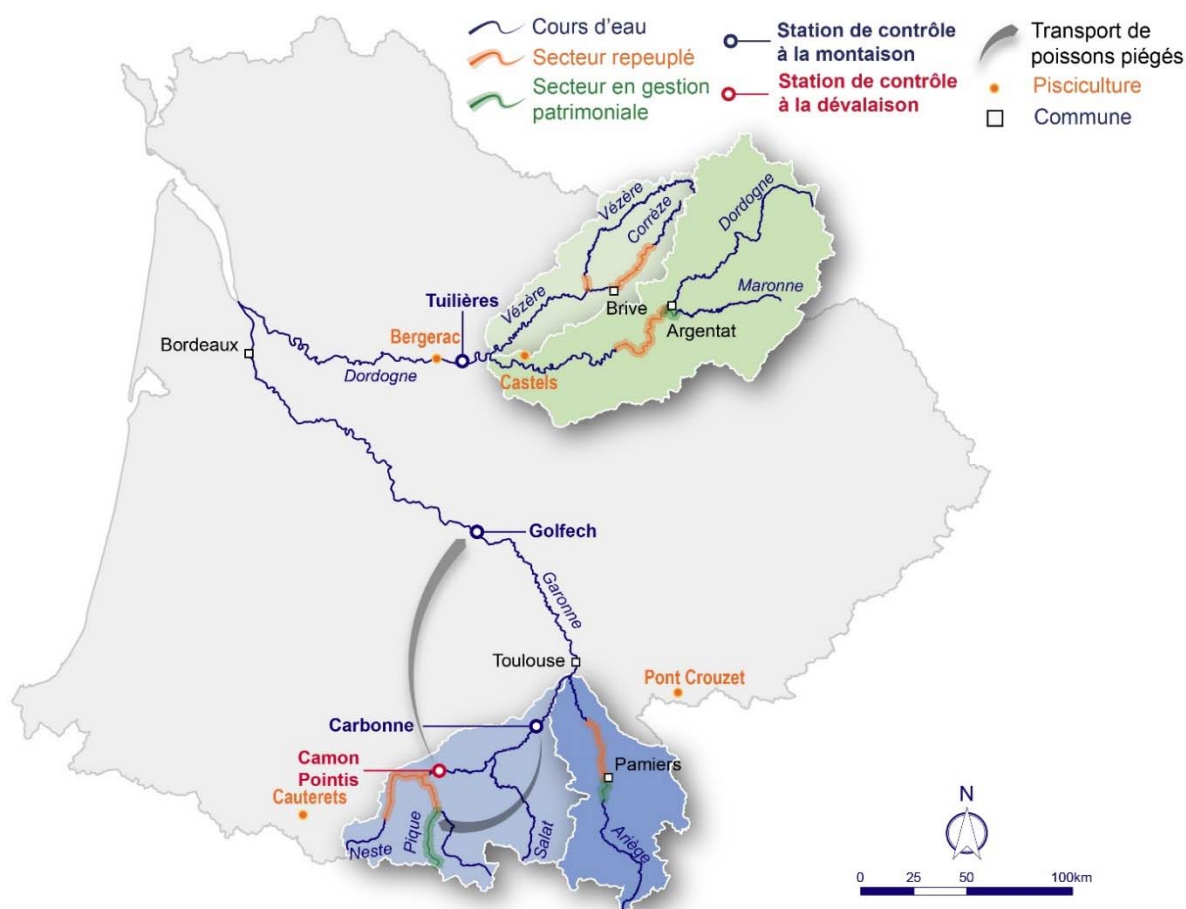 Cours d'eau
Secteur repeuplé
Secteur en gestion
patrimoniale
Station de contrôle
à la montaison
Station de contrôle
à la dévalaison
Transport de
poissons piégés
Pisciculture
Commune
Vézère
Corrèze
Dordogne
Maronne
Vézère
Brive
Argentat
Tuilières
Bergerac
Castels
Bordeaux
Dordogne
Golfech
Garonne
Toulouse
Pont Crouzet
Carbonne
Camon
Pointis
Pamiers
Cauterets
Neste
Pique
Salat
Ariège
N
0 25 50 100km